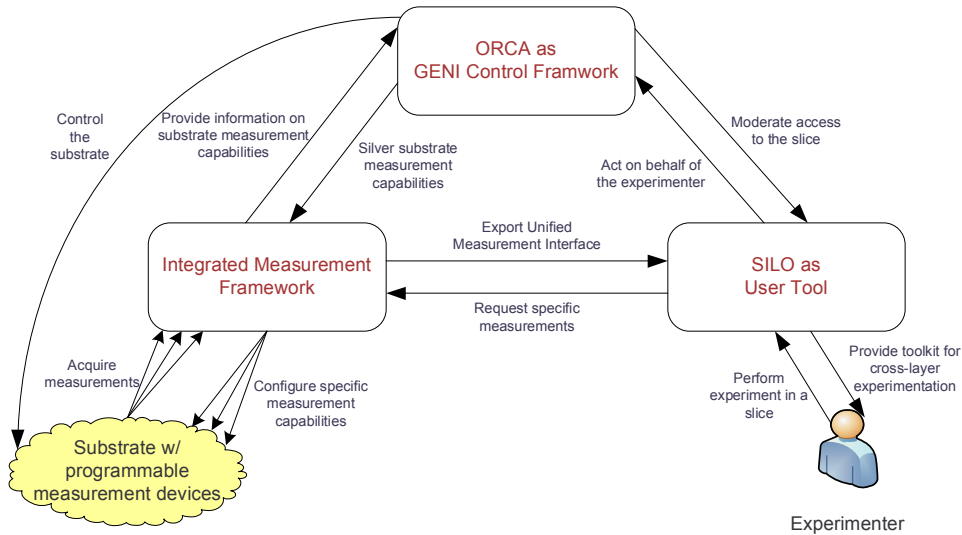 ORCA as
GENI Control Framwork
Control
the
substrate
Provide information on
substrate measurement
capabilities
Silver substrate
measurement
capabilities
Moderate access
to the slice
Act on behalf of
the experimenter
Integrated Measurement
Framework
Export Unified
Measurement Interface
Request specific
measurements
SILO as
User Tool
Acquire
measurements
Configure specific
measurement
capabilities
Perform
experiment in a
slice
Provide toolkit for
cross-layer
experimentation
Substrate w/
programmable
measurement devices
Experimenter